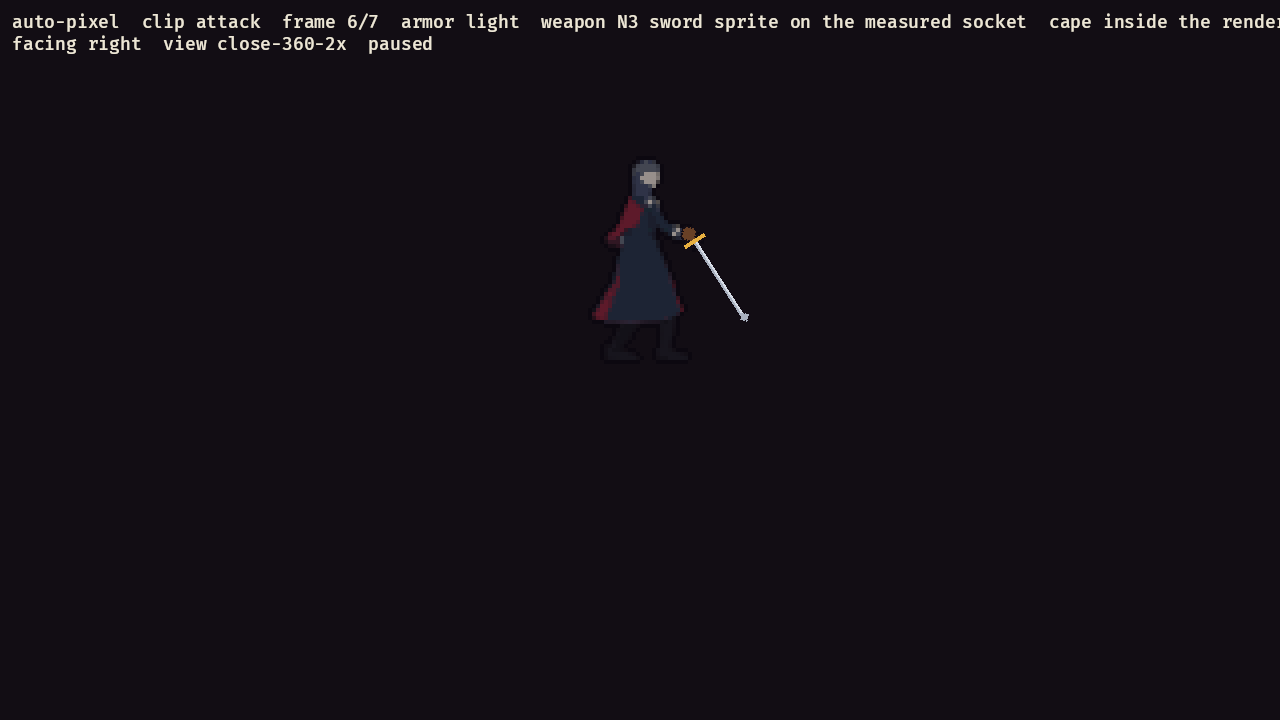 auto-pixel  clip attack  frame 6/7  armor light  weapon N3 sword sprite on the measured socket  cape inside the render
facing right  view close-360-2x  paused